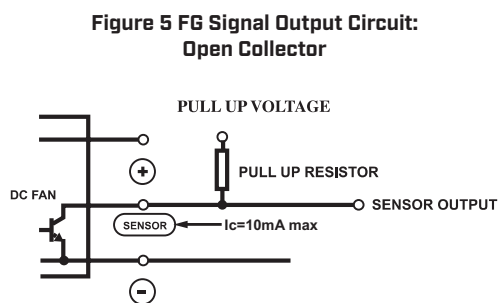 Figure 5 FG Signal Output Circuit:
Open Collector
PULL UP VOLTAGE
+
PULL UP RESISTOR
DC FAN
SENSOR OUTPUT
SENSOR
Ic=10mA max
-